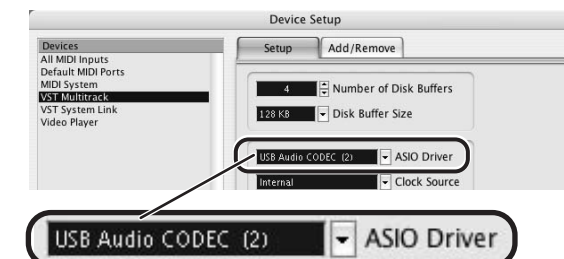 Device Setup
Devices
All MIDI Inputs
Default MIDI Ports
MIDI System
VST Multitrack
VST System Link
Video Player
Setup
Add/Remove
4 Number of Disk Buffers
128 KB Disk Buffer Size
USB Audio CODEC (2) ASIO Driver
Internal Clock Source
USB Audio CODEC (2) ASIO Driver